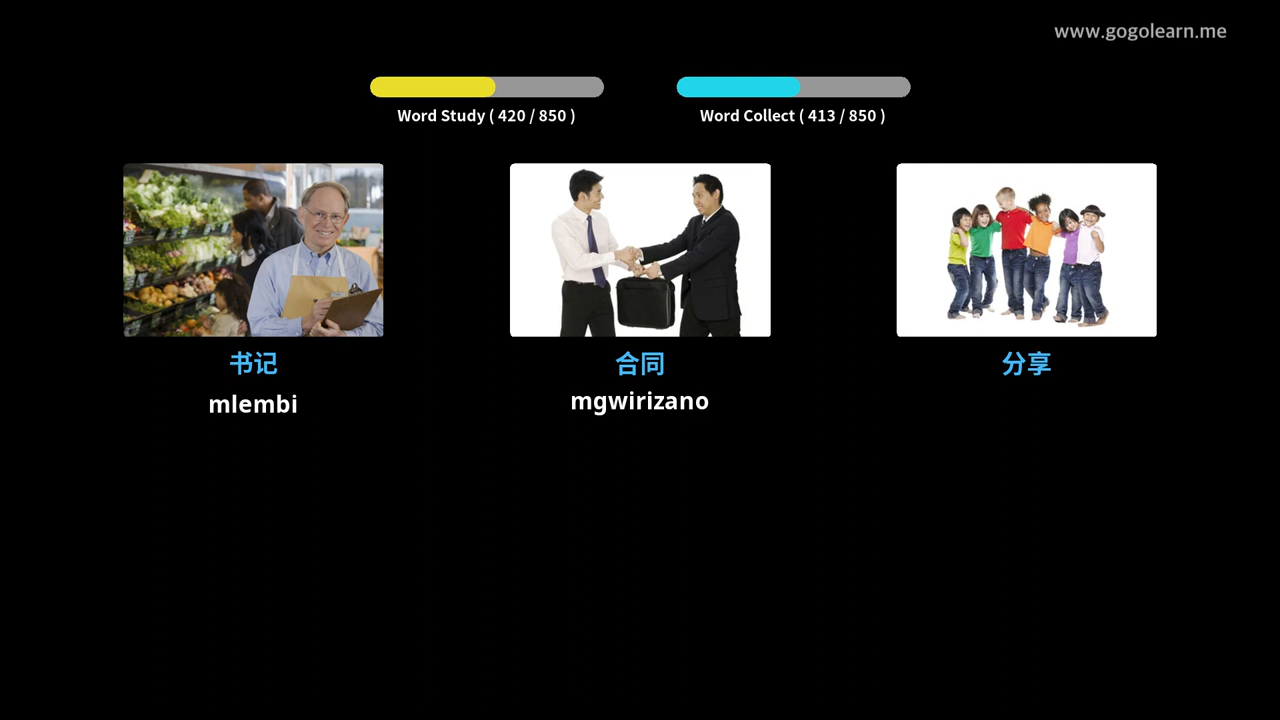 www.gogolearn.me
Word Study ( 420 / 850 )
Word Collect ( 413 / 850 )
书记
合同
分享
mlembi
mgwirizano